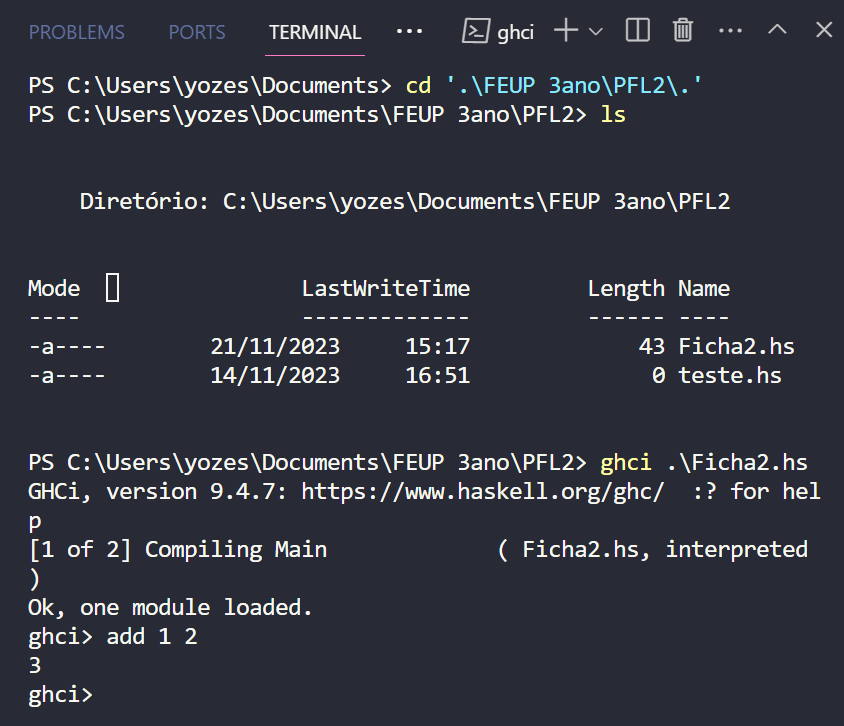 PROBLEMS PORTS TERMINAL ··· ghci
PS C:\Users\yozes\Documents> cd '.\FEUP 3ano\PFL2\.'
PS C:\Users\yozes\Documents\FEUP 3ano\PFL2> ls
Diretório: C:\Users\yozes\Documents\FEUP 3ano\PFL2
Mode LastWriteTime Length Name
---- ------------- ------ ----
-a---- 21/11/2023 15:17 43 Ficha2.hs
-a---- 14/11/2023 16:51 0 teste.hs
PS C:\Users\yozes\Documents\FEUP 3ano\PFL2> ghci .\Ficha2.hs
GHCi, version 9.4.7: https://www.haskell.org/ghc/  :? for hel
p
[1 of 2] Compiling Main ( Ficha2.hs, interpreted
)
Ok, one module loaded.
ghci> add 1 2
3
ghci>